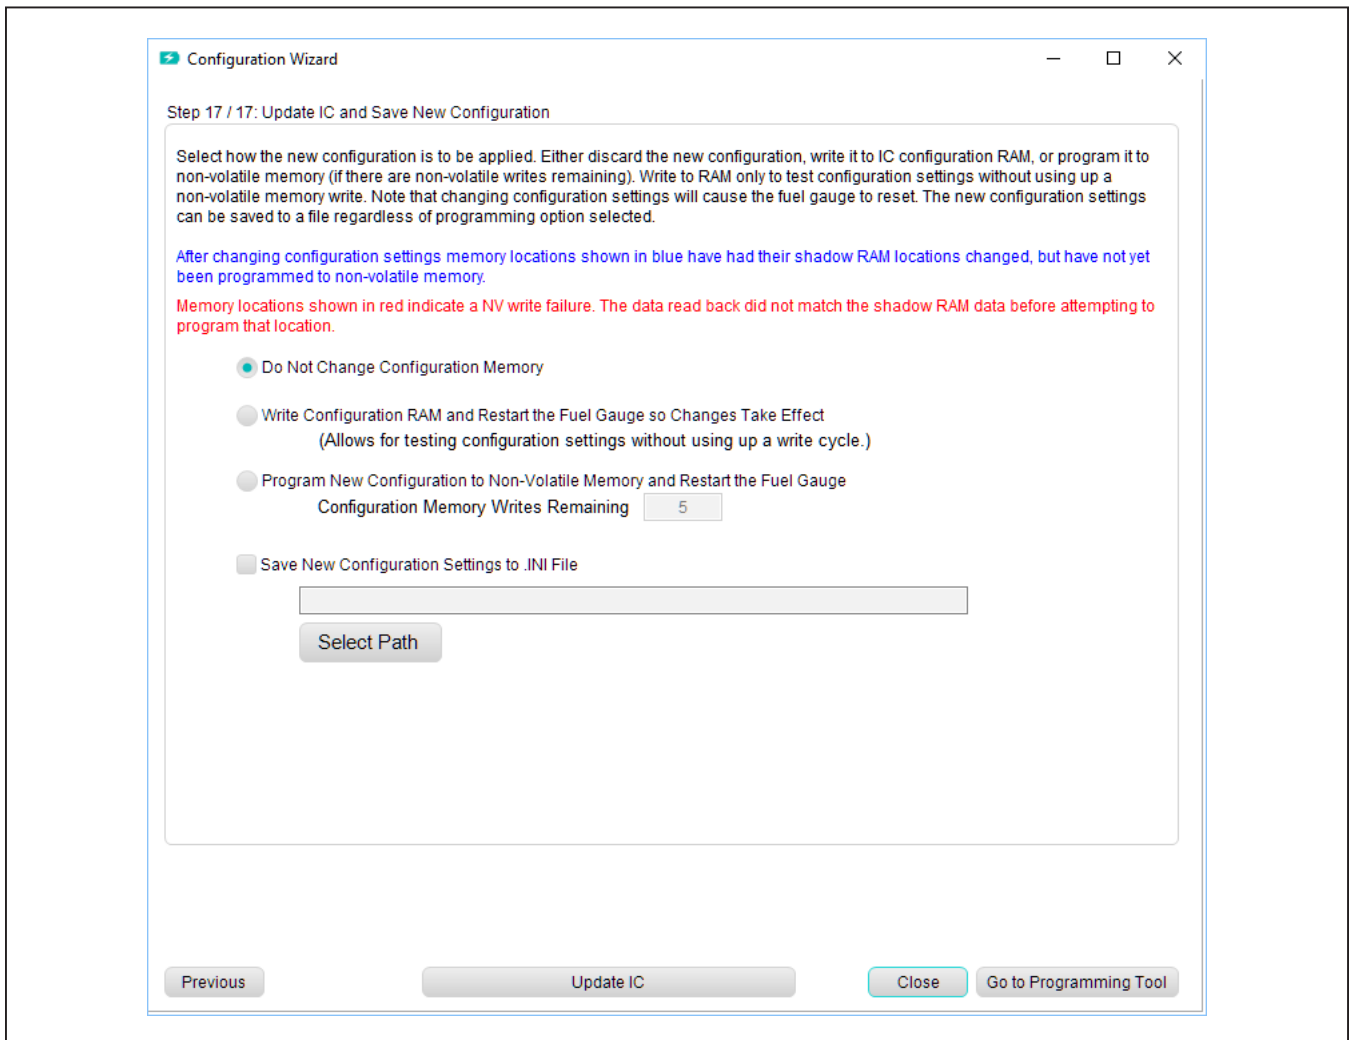 Configuration Wizard
Step 17 / 17: Update IC and Save New Configuration
Select how the new configuration is to be applied. Either discard the new configuration, write it to IC configuration RAM, or program it to
non-volatile memory (if there are non-volatile writes remaining). Write to RAM only to test configuration settings without using up a
non-volatile memory write. Note that changing configuration settings will cause the fuel gauge to reset. The new configuration settings
can be saved to a file regardless of programming option selected.
After changing configuration settings memory locations shown in blue have had their shadow RAM locations changed, but have not yet
been programmed to non-volatile memory.
Memory locations shown in red indicate a NV write failure. The data read back did not match the shadow RAM data before attempting to
program that location.
Do Not Change Configuration Memory
Write Configuration RAM and Restart the Fuel Gauge so Changes Take Effect
(Allows for testing configuration settings without using up a write cycle.)
Program New Configuration to Non-Volatile Memory and Restart the Fuel Gauge
Configuration Memory Writes Remaining 5
Save New Configuration Settings to .INI File
Select Path
Previous Update IC Close Go to Programming Tool